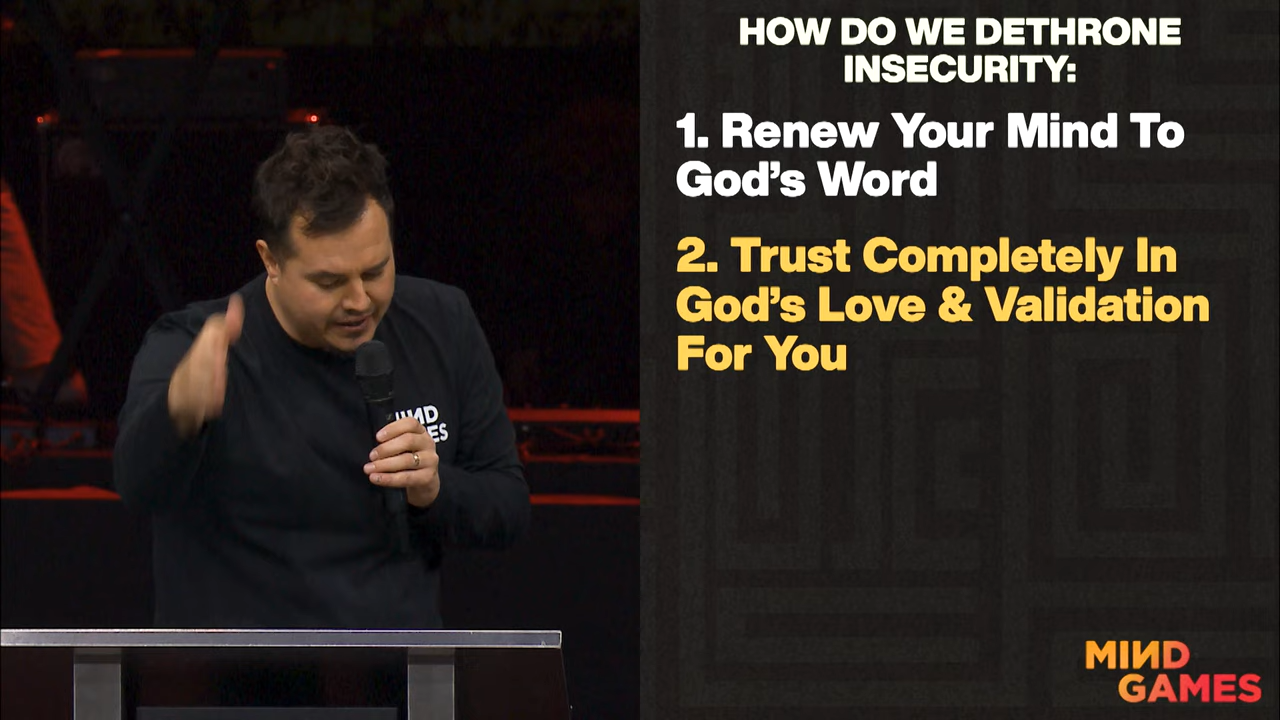 HOW DO WE DETHRONE
INSECURITY:
1. Renew Your Mind To
God's Word
2. Trust Completely In
God's Love & Validation
For You
MIND
GAMES